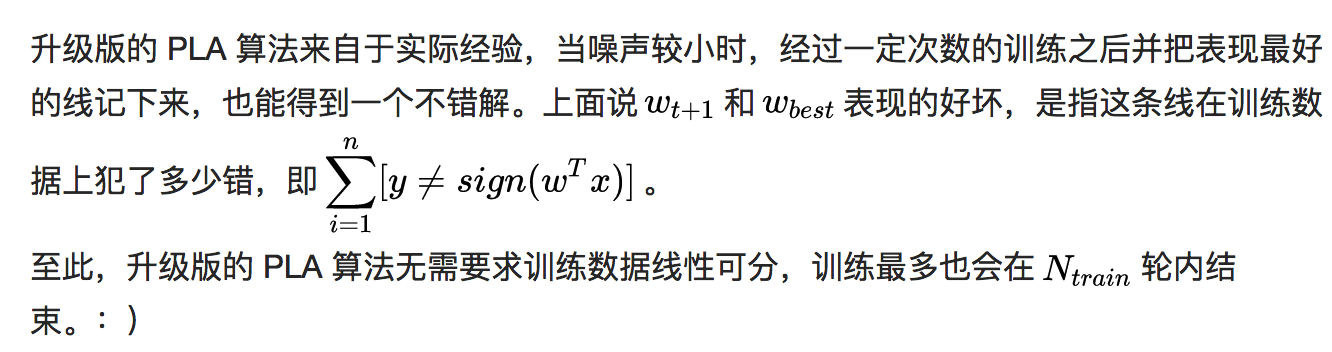 升级版的 PLA 算法来自于实际经验，当噪声较小时，经过一定次数的训练之后并把表现最好
的线记下来，也能得到一个不错解。上面说 $w_{t+1}$ 和 $w_{best}$ 表现的好坏，是指这条线在训练数
据上犯了多少错，即 $\sum_{i=1}^{n}[y \neq sign(w^T x)]$ 。
至此，升级版的 PLA 算法无需要求训练数据线性可分，训练最多也会在 $N_{train}$ 轮内结
束。：)